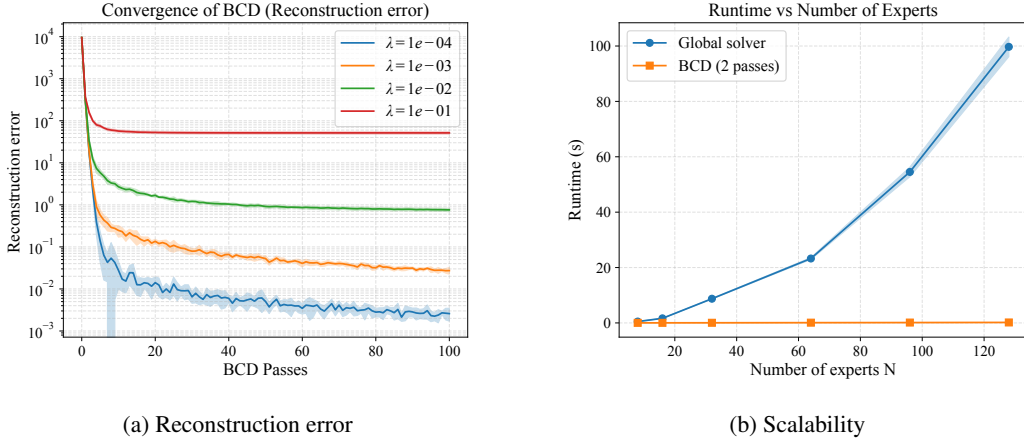 Convergence of BCD (Reconstruction error)
Reconstruction error
10^4
10^3
10^2
10^1
10^0
10^−1
10^−2
10^−3
λ=1e−04
λ=1e−03
λ=1e−02
λ=1e−01
0 20 40 60 80 100
BCD Passes
(a) Reconstruction error
Runtime vs Number of Experts
Runtime (s)
100
80
60
40
20
0
Global solver
BCD (2 passes)
20 40 60 80 100 120
Number of experts N
(b) Scalability